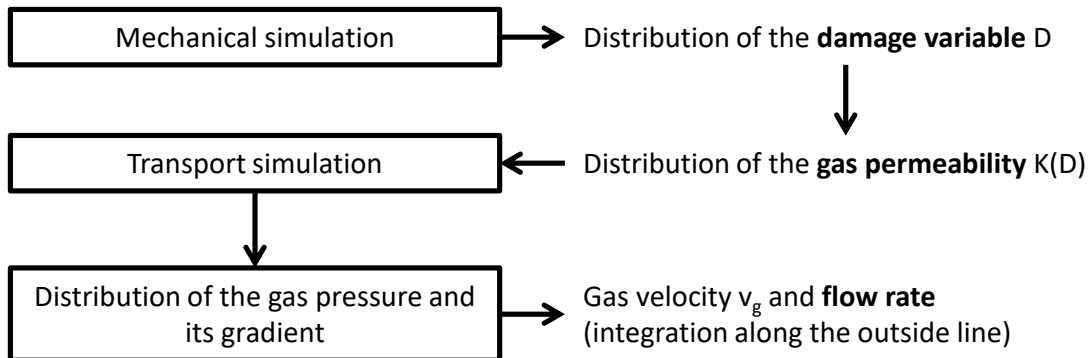 Mechanical simulation
Distribution of the damage variable D
Transport simulation
Distribution of the gas permeability K(D)
Distribution of the gas pressure and
its gradient
Gas velocity vg and flow rate
(integration along the outside line)